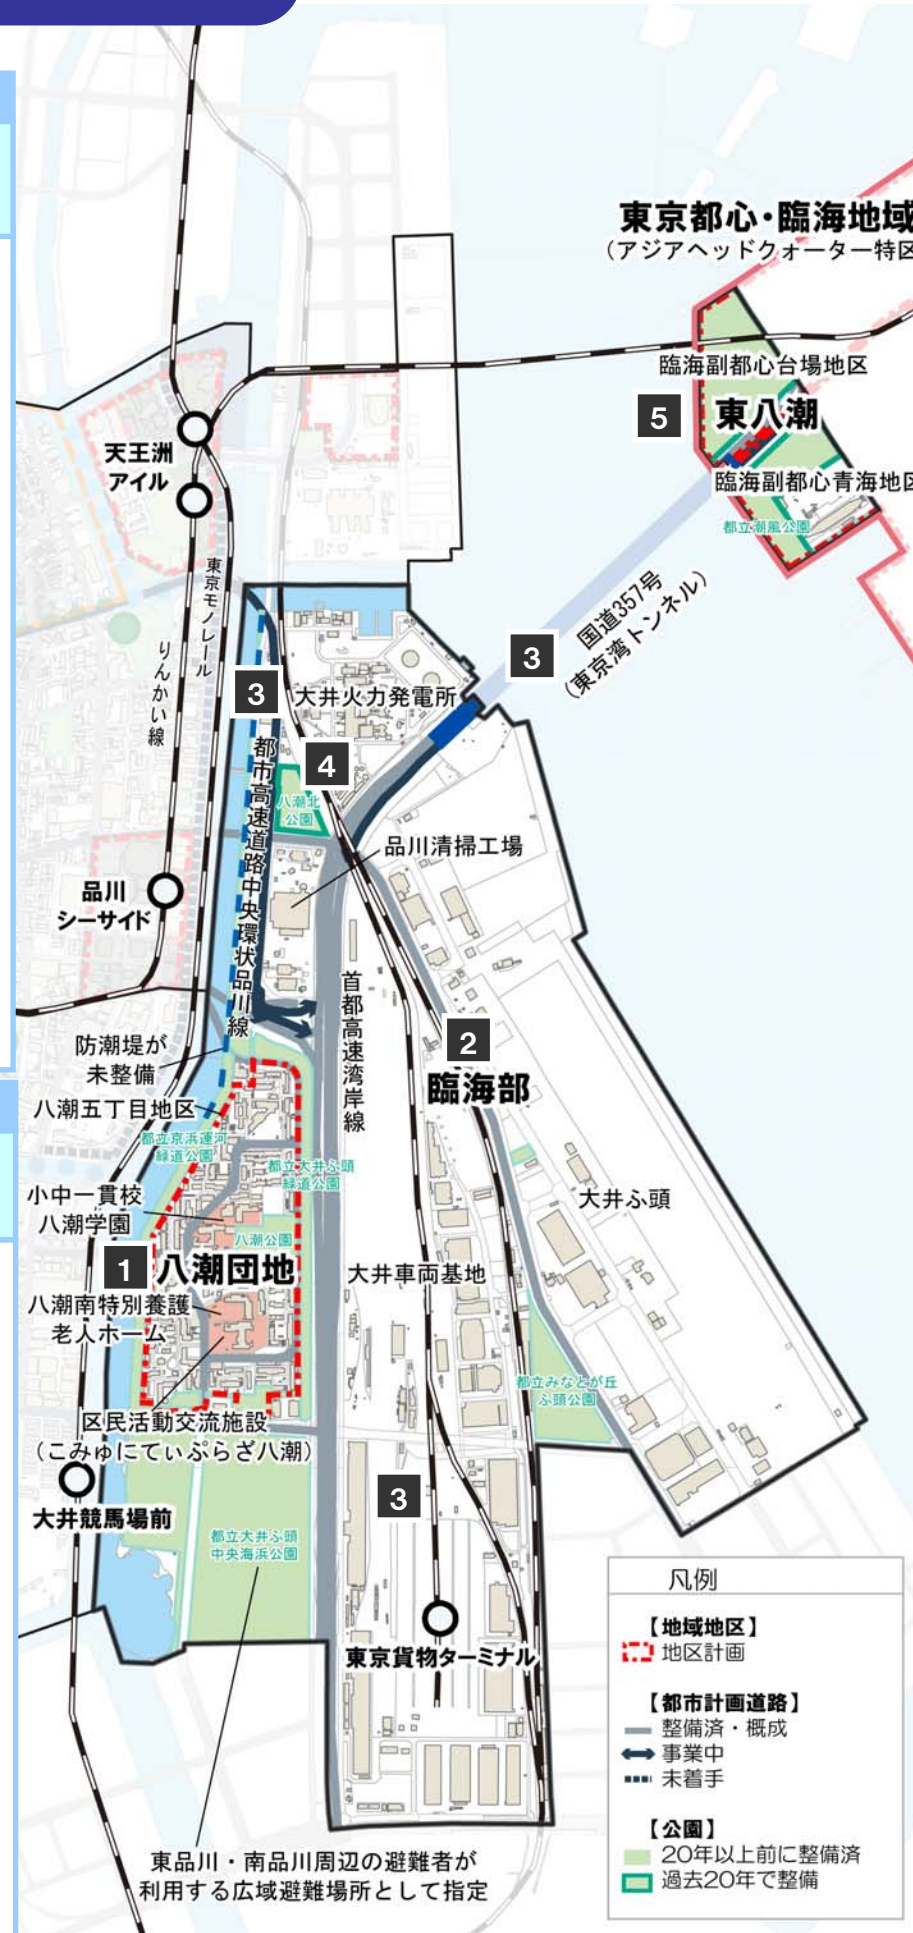 東京都心・臨海地域
(アジアヘッドクォーター特区
臨海副都心台場地区
5
東八潮
臨海副都心青海地区
都立潮風公園
天王洲
アイル
東京モノレール
りんかい線
国道357号
(東京湾トンネル)
3
3
大井火力発電所
4
都市高速道路中央環状品川線
八潮北
公園
品川清掃工場
品川
シーサイド
首都高速湾岸線
2
臨海部
防潮堤が
未整備
八潮五丁目地区
都立京浜運河
緑道公園
都立大井ふ頭
緑道公園
小中一貫校
八潮学園
八潮公園
大井ふ頭
1
八潮団地
大井車両基地
八潮南特別養護
老人ホーム
都立みなとが丘
ふ頭公園
区民活動交流施設
(こみゅにてぃぷらざ八潮)
大井競馬場前
3
都立大井ふ頭
中央海浜公園
東京貨物ターミナル
凡例
【地域地区】
地区計画
【都市計画道路】
整備済・概成
事業中
未着手
【公園】
20年以上前に整備済
過去20年で整備
東品川・南品川周辺の避難者が
利用する広域避難場所として指定